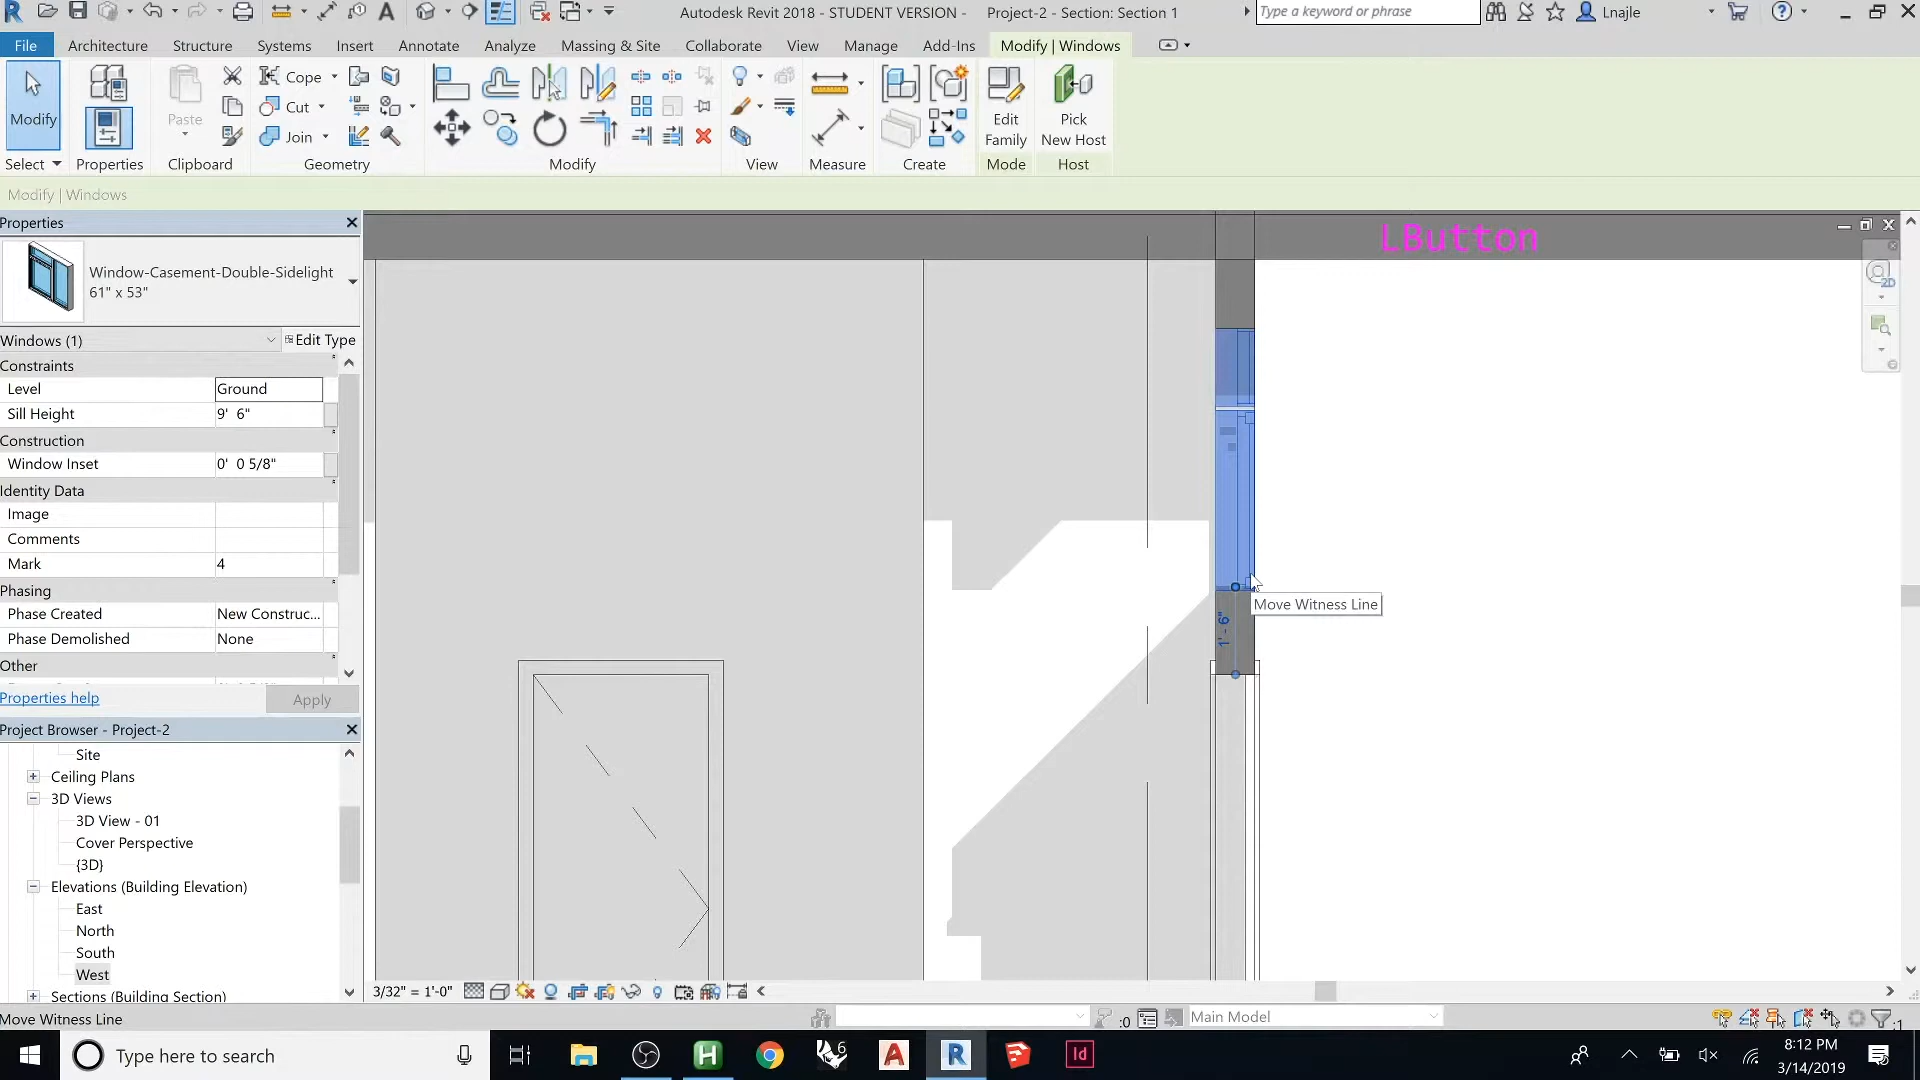 Autodesk Revit 2018 - STUDENT VERSION - Project-2 - Section: Section 1
Type a keyword or phrase
Lnajle
File Architecture Structure Systems Insert Annotate Analyze Massing & Site Collaborate View Manage Add-Ins Modify | Windows
Modify
Paste
Cope
Cut
Join
Edit
Family
Pick
New Host
Select Properties Clipboard Geometry Modify View Measure Create Mode Host
Modify | Windows
Properties
LButton
2D
Window-Casement-Double-Sidelight
61" x 53"
Windows (1) Edit Type
Constraints
Level Ground
Sill Height 9' 6"
Construction
Window Inset 0' 0 5/8"
Identity Data
Image
Comments
Mark 4
Phasing
Phase Created New Construc...
Phase Demolished None
Other
Properties help Apply
Move Witness Line
1' - 6"
Project Browser - Project-2
Site
Ceiling Plans
3D Views
3D View - 01
Cover Perspective
{3D}
Elevations (Building Elevation)
East
North
South
West
Sections (Building Section)
3/32" = 1'-0"
Move Witness Line
:0
Main Model
:1
Type here to search
8:12 PM
3/14/2019